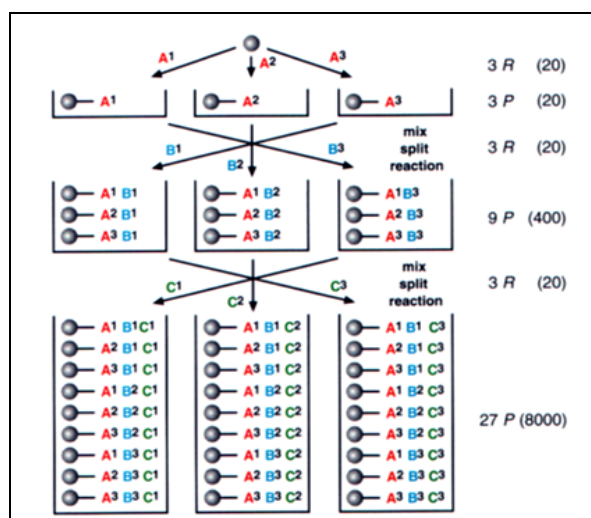 A¹ A² A³ 3 R (20)
A¹ A² A³ 3 P (20)
mix
B¹ B² B³ split 3 R (20)
reaction
A¹ B¹ A¹ B² A¹B³
A² B¹ A² B² A² B³ 9 P (400)
A³ B¹ A³ B² A³ B³
mix
C¹ C² C³ split 3 R (20)
reaction
A¹ B¹C¹ A¹ B¹ C² A¹ B¹ C³
A² B¹ C¹ A² B¹ C² A² B¹ C³
A³ B¹ C¹ A³ B¹ C² A³ B¹ C³
A¹ B² C¹ A¹ B² C² A¹ B² C³
A² B² C¹ A² B² C² A² B² C³ 27 P (8000)
A³ B² C¹ A³ B² C² A³ B² C³
A¹ B³ C¹ A¹ B³ C² A¹ B³ C³
A² B³ C¹ A² B³ C² A² B³ C³
A³ B³ C¹ A³ B³ C² A³ B³ C³